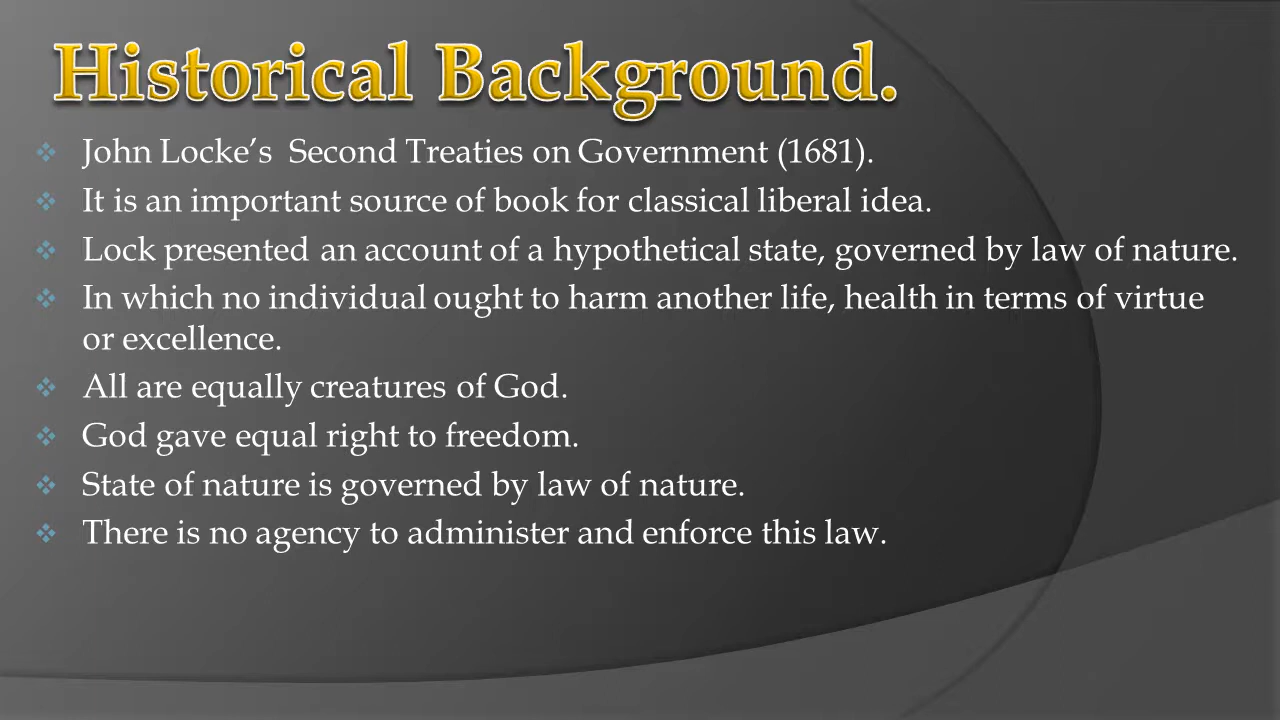 Historical Background.
❖ John Locke’s  Second Treaties on Government (1681).
❖ It is an important source of book for classical liberal idea.
❖ Lock presented an account of a hypothetical state, governed by law of nature.
❖ In which no individual ought to harm another life, health in terms of virtue
or excellence.
❖ All are equally creatures of God.
❖ God gave equal right to freedom.
❖ State of nature is governed by law of nature.
❖ There is no agency to administer and enforce this law.